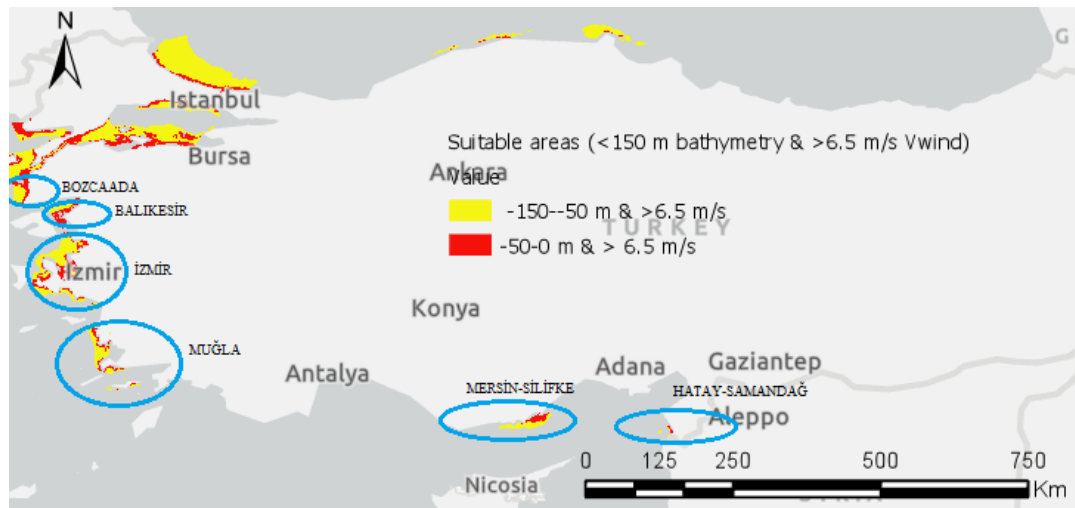 N
G
Istanbul
Suitable areas (<150 m bathymetry & >6.5 m/s Vwind)
Bursa
Ankara
Value
BOZCAADA
-150--50 m & >6.5 m/s
BALIKESİR
TURKEY
-50-0 m & > 6.5 m/s
Izmir
İZMİR
Konya
MUĞLA
Antalya
Adana
Gaziantep
MERSİN-SİLİFKE
HATAY-SAMANDAĞ
Aleppo
0 125 250 500 750
Km
Nicosia